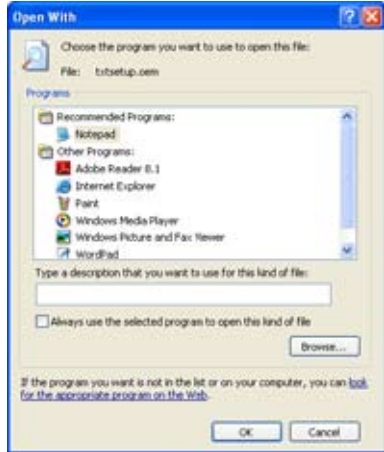 Open With
Choose the program you want to use to open this file:
File: txtsetup.oem
Programs
Recommended Programs:
Notepad
Other Programs:
Adobe Reader 8.1
Internet Explorer
Paint
Windows Media Player
Windows Picture and Fax Viewer
WordPad
Type a description that you want to use for this kind of file:
Always use the selected program to open this kind of file
Browse...
If the program you want is not in the list or on your computer, you can look
for the appropriate program on the Web.
OK Cancel